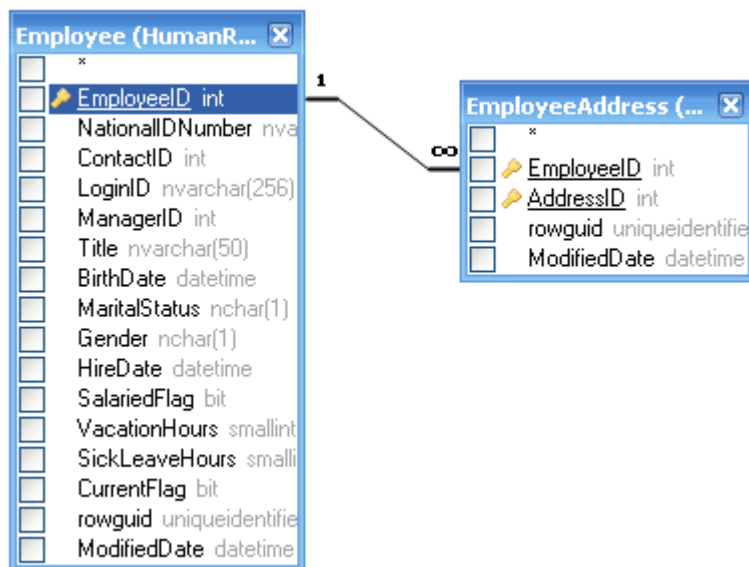 Employee (HumanR...
*
EmployeeID int
NationalIDNumber nva
ContactID int
LoginID nvarchar(256)
ManagerID int
Title nvarchar(50)
BirthDate datetime
MaritalStatus nchar(1)
Gender nchar(1)
HireDate datetime
SalariedFlag bit
VacationHours smallint
SickLeaveHours smalli
CurrentFlag bit
rowguid uniqueidentifie
ModifiedDate datetime
1
∞
EmployeeAddress (...
*
EmployeeID int
AddressID int
rowguid uniqueidentifie
ModifiedDate datetime